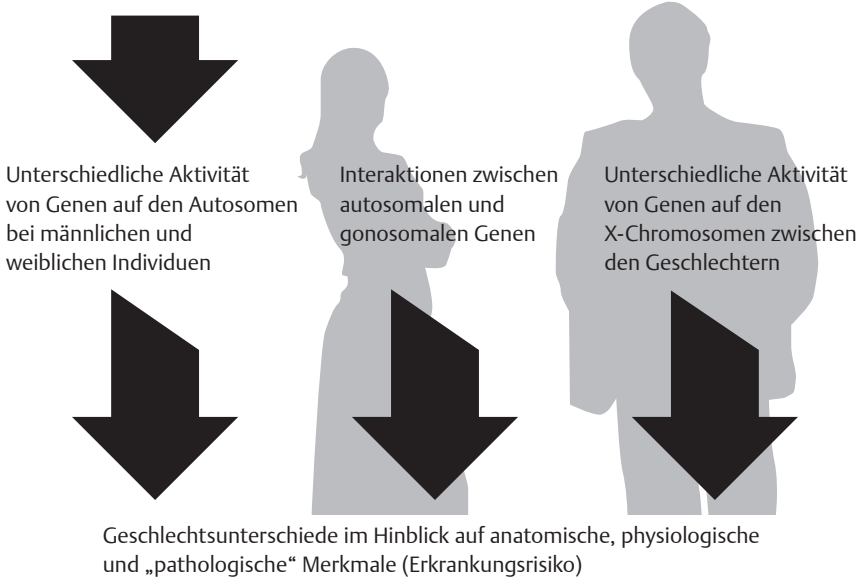 Unterschiedliche Aktivität
von Genen auf den Autosomen
bei männlichen und
weiblichen Individuen
Interaktionen zwischen
autosomalen und
gonosomalen Genen
Unterschiedliche Aktivität
von Genen auf den
X-Chromosomen zwischen
den Geschlechtern
Geschlechtsunterschiede im Hinblick auf anatomische, physiologische
und „pathologische“ Merkmale (Erkrankungsrisiko)